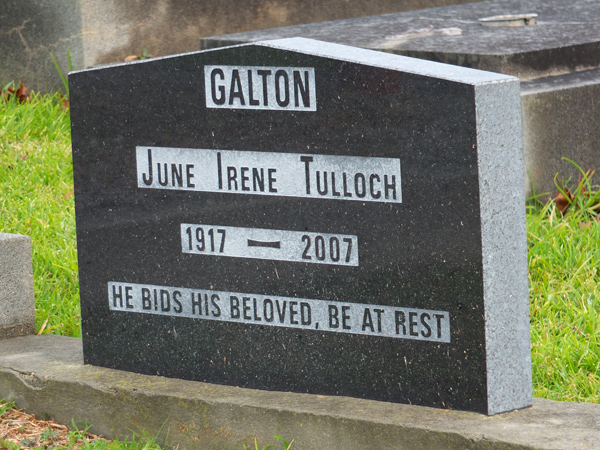 GALTON
JUNE IRENE TULLOCH
1917 — 2007
HE BIDS HIS BELOVED, BE AT REST